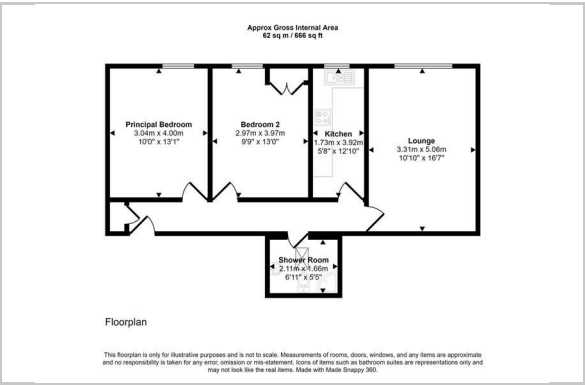 Approx Gross Internal Area
62 sq m / 666 sq ft
Principal Bedroom
3.04m x 4.00m
10'0" x 13'1"
Bedroom 2
2.97m x 3.97m
9'9" x 13'0"
Kitchen
1.73m x 3.92m
5'8" x 12'10"
Lounge
3.31m x 5.06m
10'10" x 16'7"
Shower Room
2.11m x 1.66m
6'11" x 5'5"
Floorplan
This floorplan is only for illustrative purposes and is not to scale. Measurements of rooms, doors, windows, and any items are approximate
and no responsibility is taken for any error, omission or mis-statement. Icons of items such as bathroom suites are representations only and
may not look like the real items. Made with Made Snappy 360.